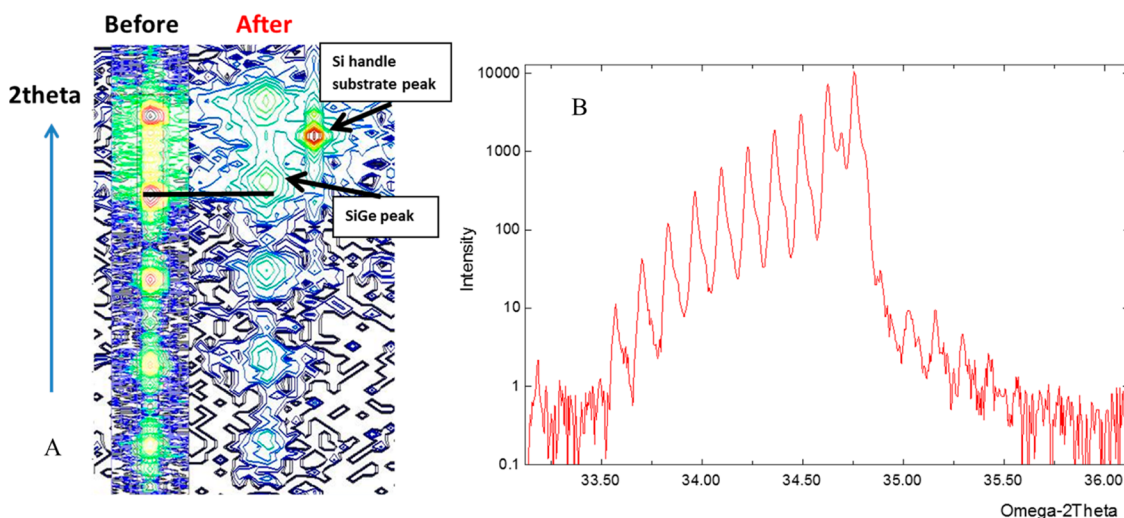 Before
After
2theta
Si handle
substrate peak
SiGe peak
A
B
Intensity
10000
1000
100
10
1
0.1
33.50
34.00
34.50
35.00
35.50
36.0
Omega-2Theta